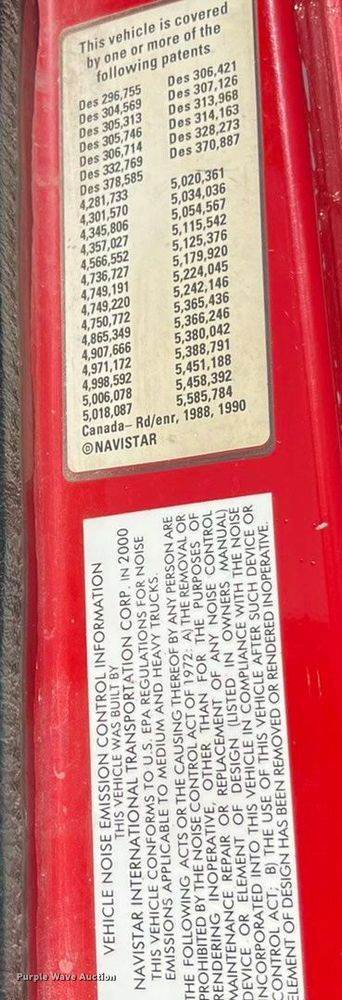 This vehicle is covered
by one or more of the
following patents
Des 296,755
Des 304,569
Des 305,313
Des 305,746
Des 306,714
Des 332,769
Des 378,585
4,281,733
4,301,570
4,345,806
4,357,027
4,566,552
4,736,727
4,749,191
4,749,220
4,750,772
4,865,349
4,907,666
4,971,172
4,998,592
5,006,078
5,018,087
Des 306,421
Des 307,126
Des 313,968
Des 314,163
Des 328,273
Des 370,887
5,020,361
5,034,036
5,054,567
5,115,542
5,125,376
5,179,920
5,224,045
5,242,146
5,365,436
5,366,246
5,380,042
5,388,791
5,451,188
5,458,392
5,585,784
Canada– Rd/enr, 1988, 1990
©NAVISTAR
VEHICLE NOISE EMISSION CONTROL INFORMATION
THIS VEHICLE WAS BUILT BY
NAVISTAR INTERNATIONAL TRANSPORTATION CORP. IN 2000
THIS VEHICLE CONFORMS TO U.S. EPA REGULATIONS FOR NOISE
EMISSIONS APPLICABLE TO MEDIUM AND HEAVY TRUCKS.
THE FOLLOWING ACTS OR THE CAUSING THEREOF BY ANY PERSON ARE
PROHIBITED BY THE NOISE CONTROL ACT OF 1972: A) THE REMOVAL OR
RENDERING INOPERATIVE, OTHER THAN FOR THE PURPOSES OF
MAINTENANCE REPAIR OR REPLACEMENT OF ANY NOISE CONTROL
DEVICE OR ELEMENT OF DESIGN (LISTED IN OWNERS MANUAL)
INCORPORATED INTO THIS VEHICLE IN COMPLIANCE WITH THE NOISE
CONTROL ACT; B) THE USE OF THIS VEHICLE AFTER SUCH DEVICE OR
ELEMENT OF DESIGN HAS BEEN REMOVED OR RENDERED INOPERATIVE.
Purple Wave Auction